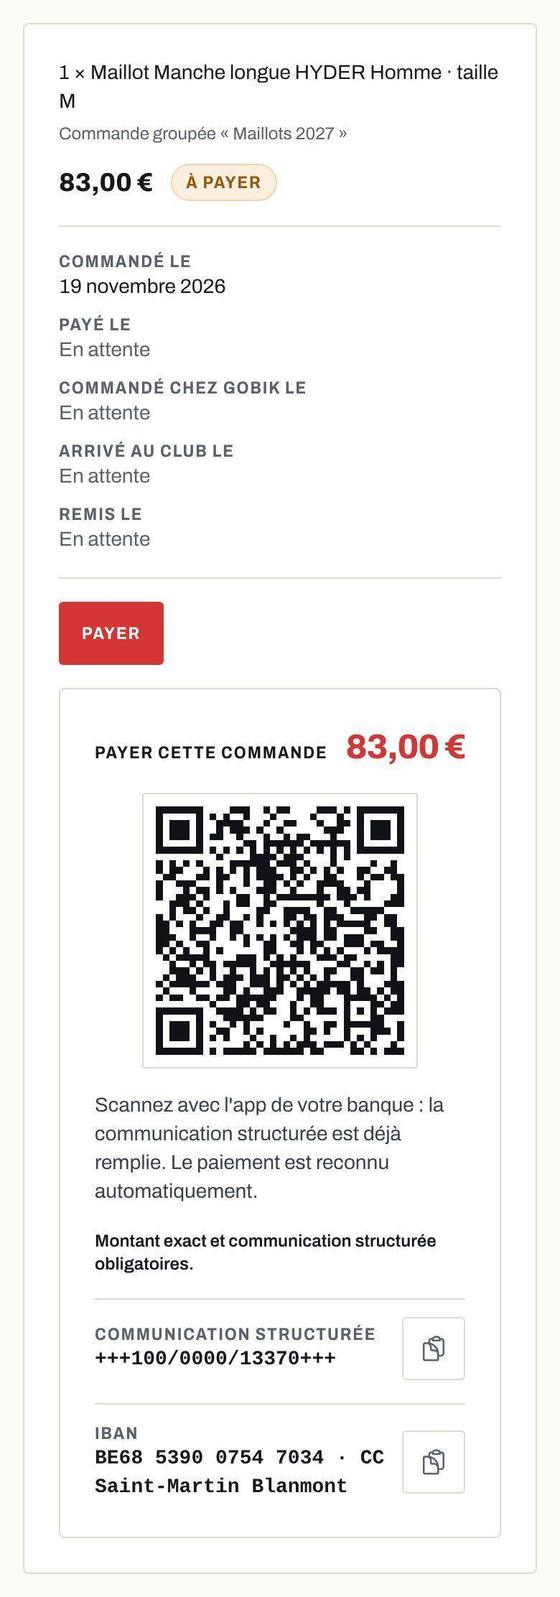 1 × Maillot Manche longue HYDER Homme · taille
M
Commande groupée « Maillots 2027 »
83,00 € À PAYER
COMMANDÉ LE
19 novembre 2026
PAYÉ LE
En attente
COMMANDÉ CHEZ GOBIK LE
En attente
ARRIVÉ AU CLUB LE
En attente
REMIS LE
En attente
PAYER
PAYER CETTE COMMANDE 83,00 €
Scannez avec l'app de votre banque : la
communication structurée est déjà
remplie. Le paiement est reconnu
automatiquement.
Montant exact et communication structurée
obligatoires.
COMMUNICATION STRUCTURÉE
+++100/0000/13370+++
IBAN
BE68 5390 0754 7034 · CC
Saint-Martin Blanmont